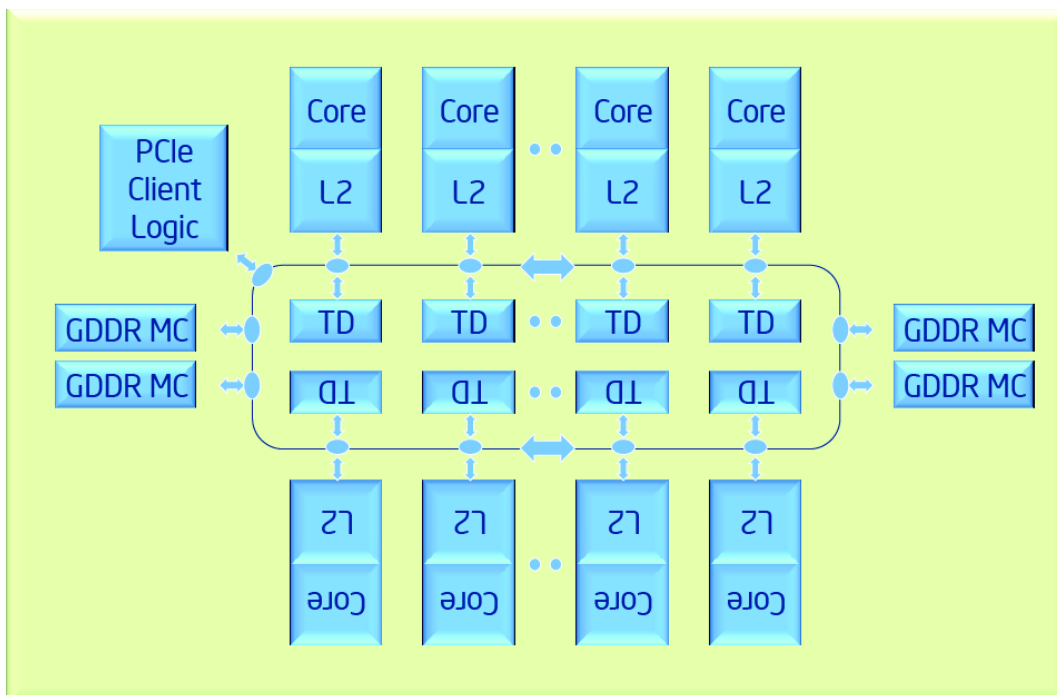 Core Core Core Core
PCIe
Client
Logic
L2 L2 L2 L2
GDDR MC TD TD TD TD GDDR MC
GDDR MC TD TD TD TD GDDR MC
L2 L2 L2 L2
Core Core Core Core